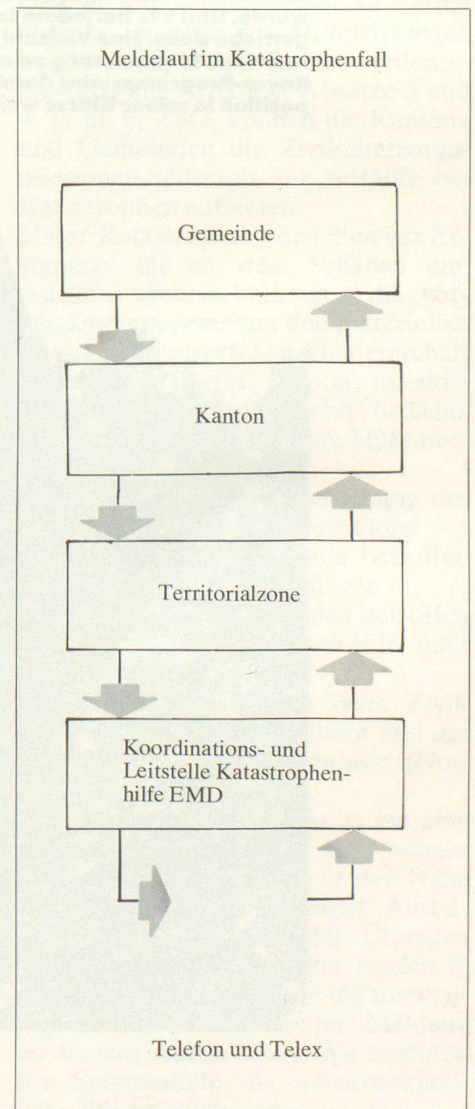 Meldelauf im Katastrophenfall
Gemeinde
Kanton
Territorialzone
Koordinations- und
Leitstelle Katastrophen-
hilfe EMD
Telefon und Telex